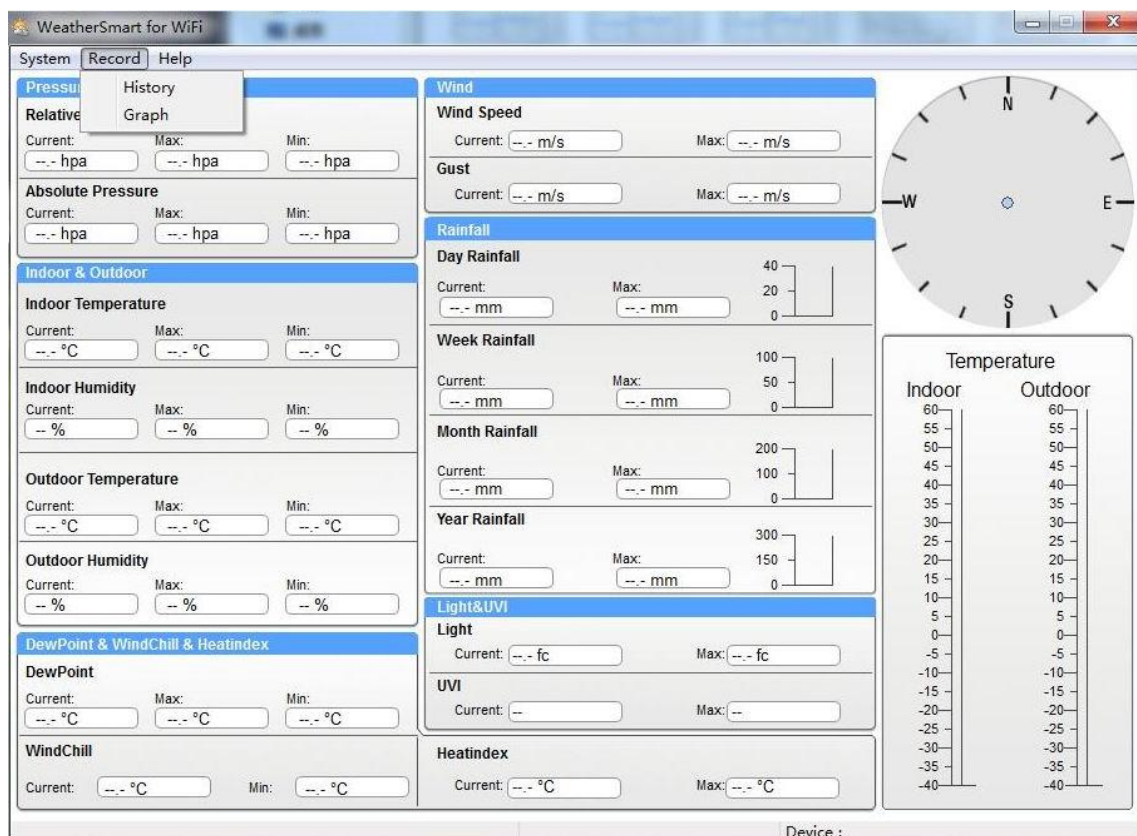 WeatherSmart for WiFi
System Record Help
History
Graph
Pressu
Relative
Current: Max: Min:
--.- hpa --.- hpa --.- hpa
Absolute Pressure
Current: Max: Min:
--.- hpa --.- hpa --.- hpa
Indoor & Outdoor
Indoor Temperature
Current: Max: Min:
--.- °C --.- °C --.- °C
Indoor Humidity
Current: Max: Min:
-- % -- % -- %
Outdoor Temperature
Current: Max: Min:
--.- °C --.- °C --.- °C
Outdoor Humidity
Current: Max: Min:
-- % -- % -- %
DewPoint & WindChill & Heatindex
DewPoint
Current: Max: Min:
--.- °C --.- °C --.- °C
WindChill
Current: --.- °C Min: --.- °C
Wind
Wind Speed
Current: --.- m/s Max: --.- m/s
Gust
Current: --.- m/s Max: --.- m/s
Rainfall
Day Rainfall
Current: Max:
--.- mm --.- mm
40
20
0
Week Rainfall
Current: Max:
--.- mm --.- mm
100
50
0
Month Rainfall
Current: Max:
--.- mm --.- mm
200
100
0
Year Rainfall
Current: Max:
--.- mm --.- mm
300
150
0
Light&UVI
Light
Current: --.- fc Max: --.- fc
UVI
Current: -- Max: --
Heatindex
Current: --.- °C Max: --.- °C
N
W E
S
Temperature
Indoor Outdoor
60 60
55 55
50 50
45 45
40 40
35 35
30 30
25 25
20 20
15 15
10 10
5 5
0 0
-5 -5
-10 -10
-15 -15
-20 -20
-25 -25
-30 -30
-35 -35
-40 -40
Device :